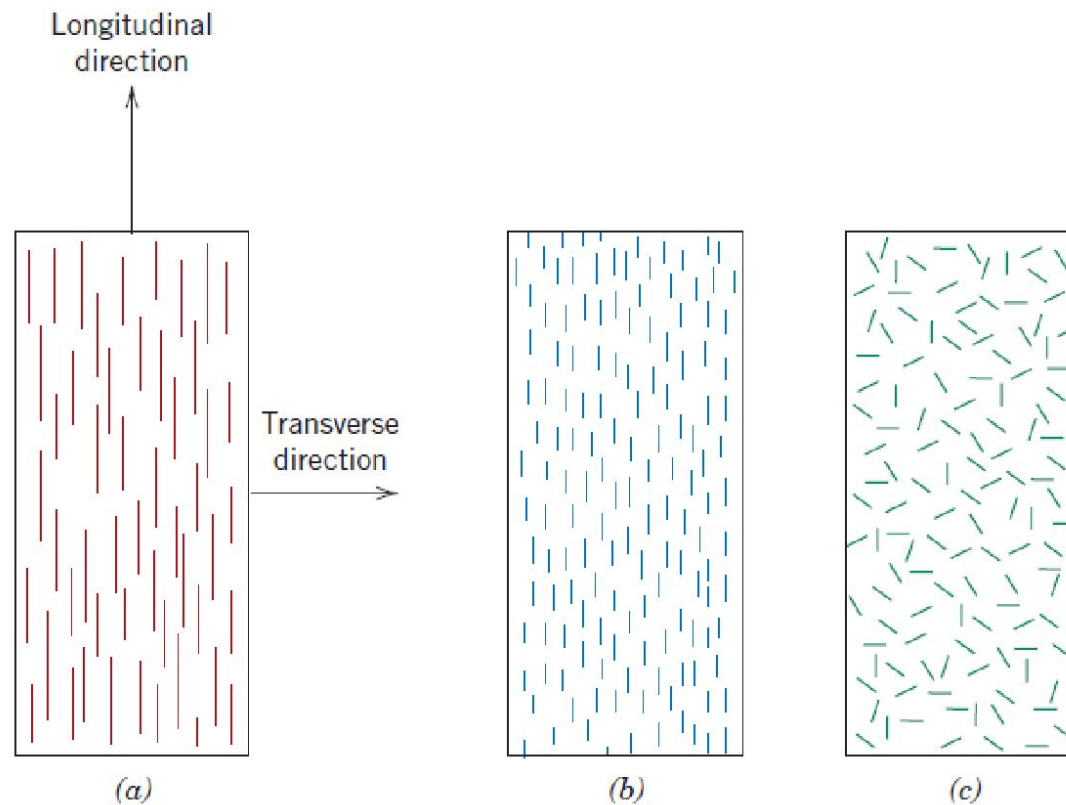 Longitudinal
direction
Transverse
direction
(a)
(b)
(c)